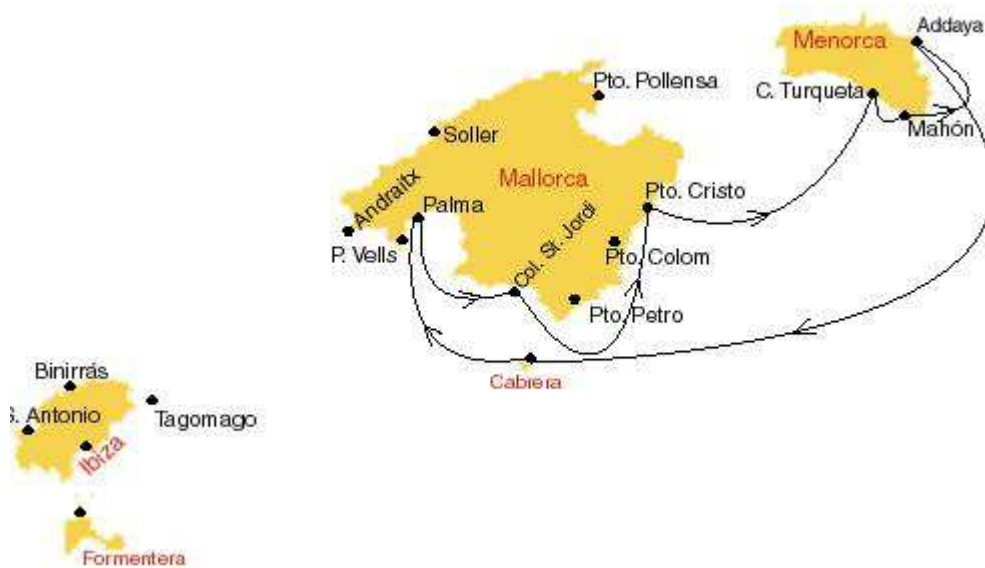 Addaya
Menorca
Pto. Pollensa
C. Turqueta
Mahón
Soller
Mallorca
Andraitx
Palma
Pto. Cristo
P. Vells
Col. St. Jordi
Pto. Colom
Pto. Petro
Cabrera
Binirrás
S. Antonio
Tagomago
Ibiza
Formentera